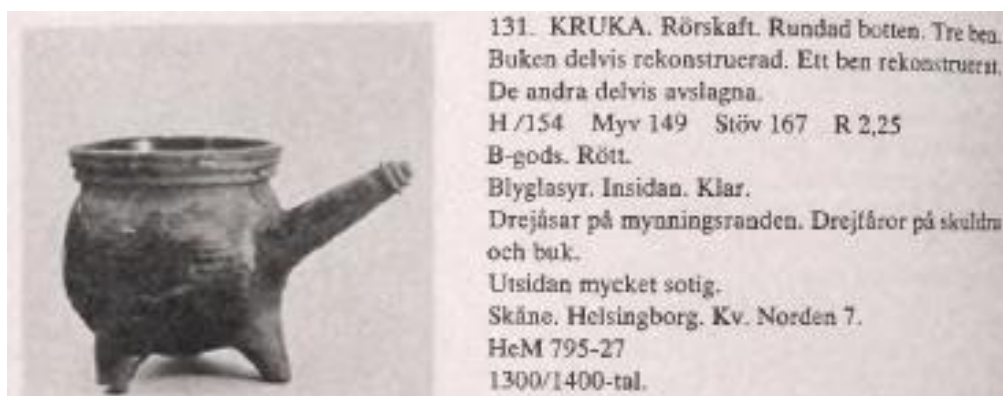 131. KRUKA. Rörskaft. Rundad botten. Tre ben.
Buken delvis rekonstruerad. Ett ben rekonstruerat.
De andra delvis avslagna.
H /154 Myv 149 Stöv 167 R 2,25
B-gods. Rött.
Blyglasyr. Insidan. Klar.
Drejåsar på mynningsranden. Drejfåror på skuldra
och buk.
Utsidan mycket sotig.
Skåne. Helsingborg. Kv. Norden 7.
HeM 795-27
1300/1400-tal.